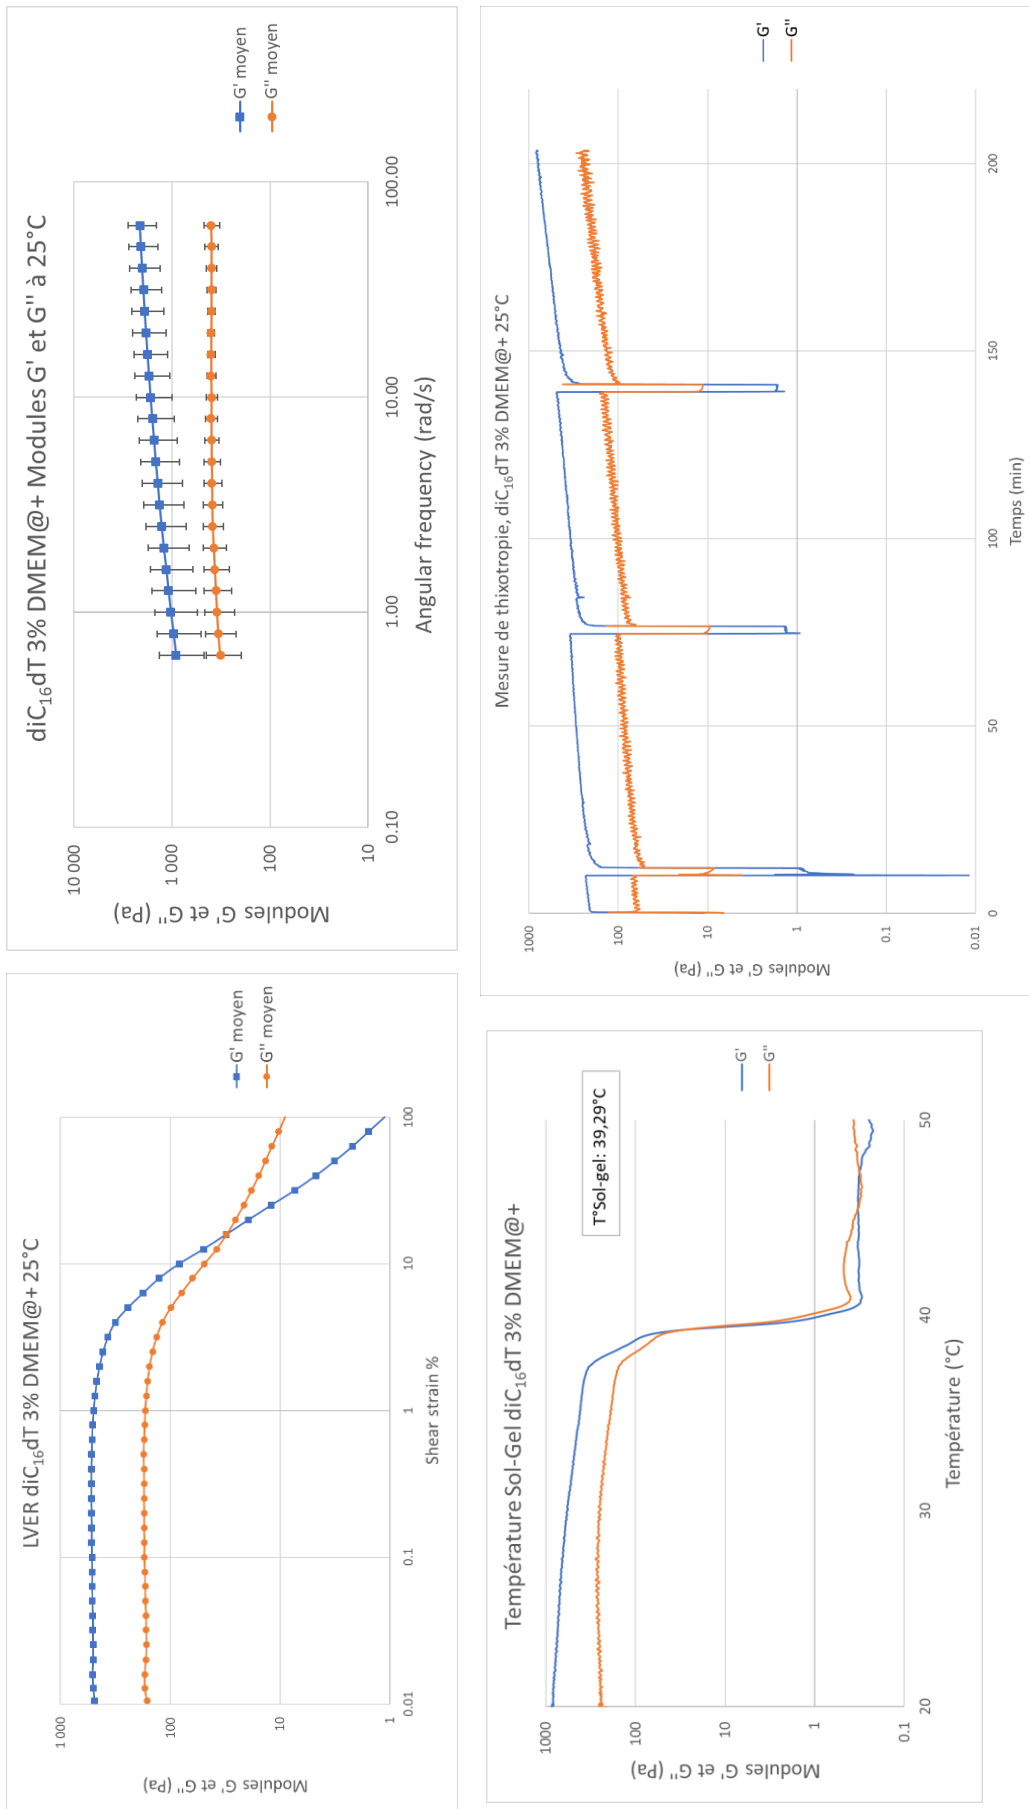 LVER diC₁₆dT 3% DMEM@+ 25°C
1 000
100
10
1
0.01
0.1
1
10
100
Modules G' et G'' (Pa)
Shear strain %
G' moyen
G'' moyen
diC₁₆dT 3% DMEM@+ Modules G' et G'' à 25°C
10 000
1 000
100
10
0.10
1.00
10.00
100.00
Modules G' et G'' (Pa)
Angular frequency (rad/s)
G' moyen
G'' moyen
Température Sol-Gel diC₁₆dT 3% DMEM@+
T°Sol-gel: 39,29°C
1000
100
10
1
0.1
20
30
40
50
Modules G' et G'' (Pa)
Température (°C)
G'
G''
Mesure de thixotropie, diC₁₆dT 3% DMEM@+ 25°C
1000
100
10
1
0.1
0.01
0
50
100
150
200
Modules G' et G'' (Pa)
Temps (min)
G'
G''